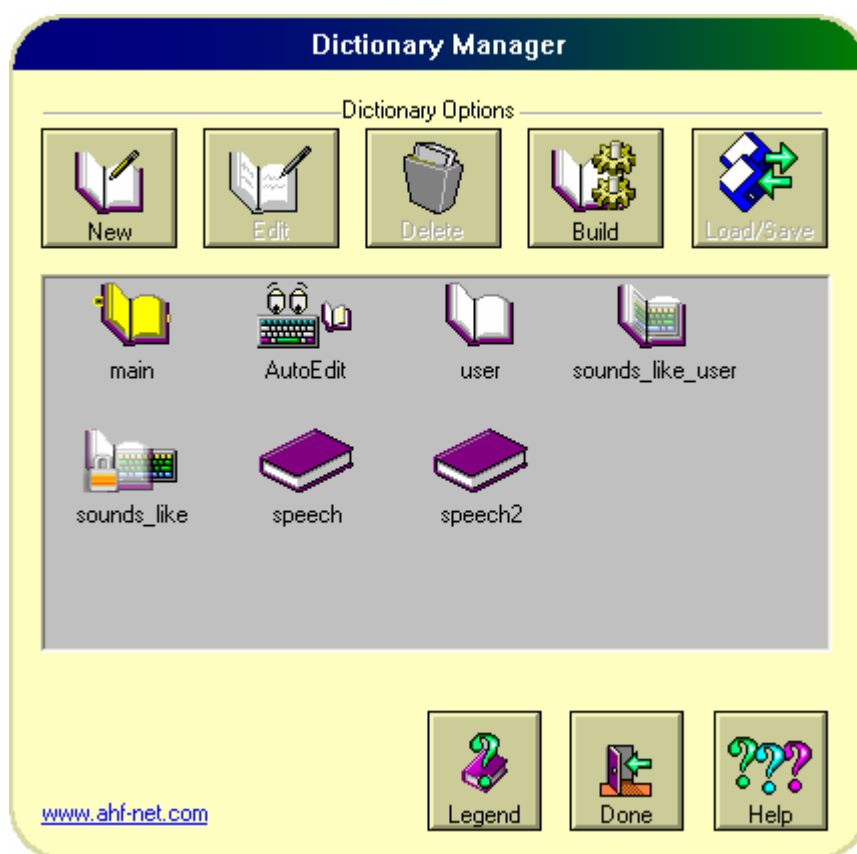 Dictionary Manager
Dictionary Options
New Edit Delete Build Load/Save
main AutoEdit user sounds_like_user
sounds_like speech speech2
www.ahf-net.com Legend Done Help